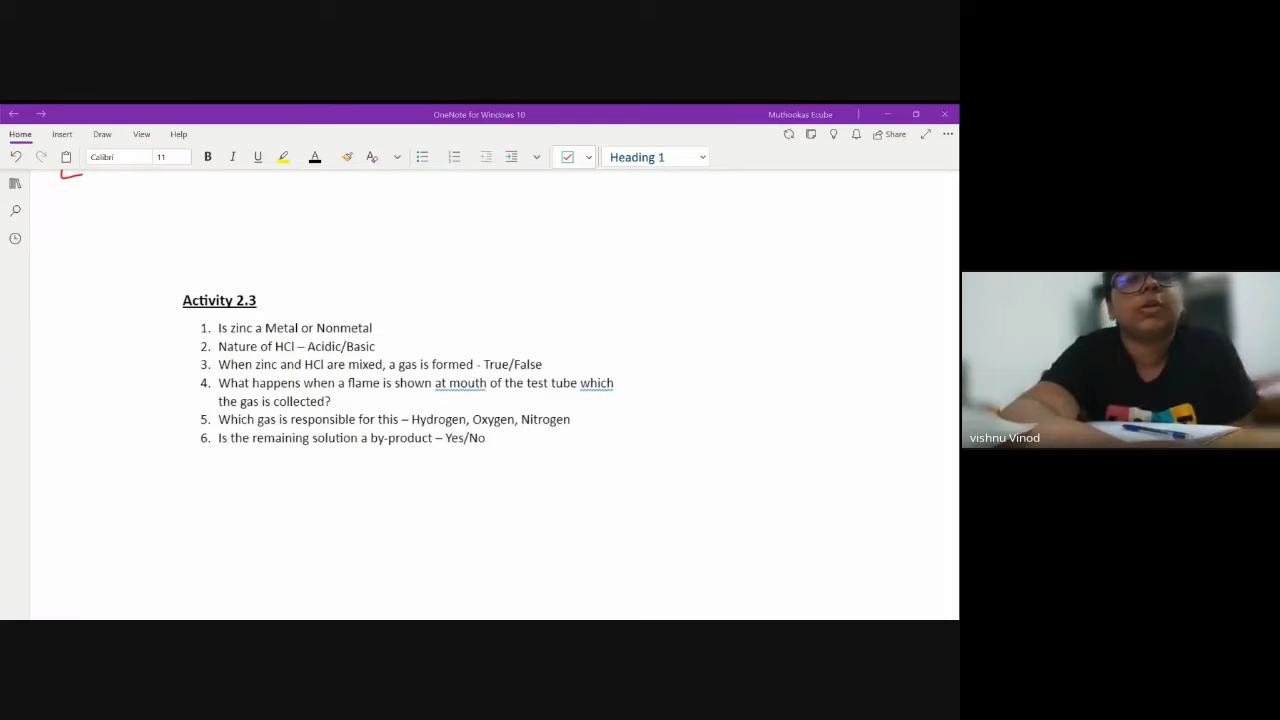 OneNote for Windows 10
Muthookas Ecube
Home Insert Draw View Help
Share
Calibri 11 B I U A Heading 1
Activity 2.3
1. Is zinc a Metal or Nonmetal
2. Nature of HCl – Acidic/Basic
3. When zinc and HCl are mixed, a gas is formed - True/False
4. What happens when a flame is shown at mouth of the test tube which
the gas is collected?
5. Which gas is responsible for this – Hydrogen, Oxygen, Nitrogen
6. Is the remaining solution a by-product – Yes/No
vishnu Vinod